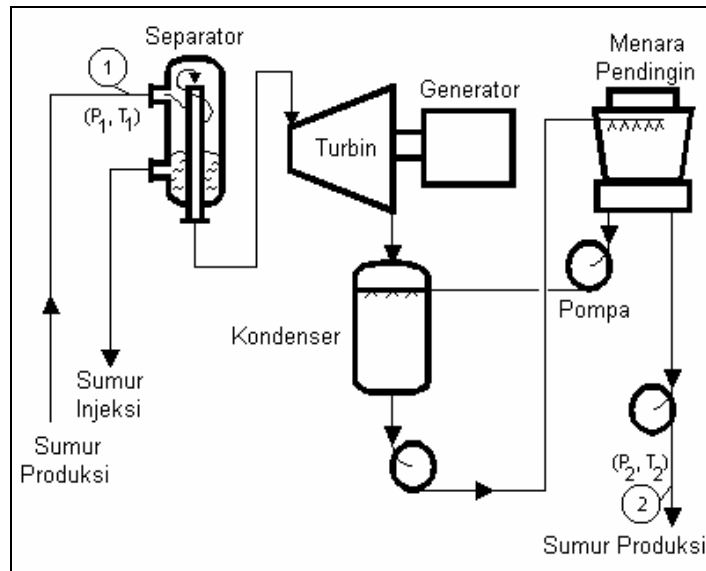 Separator
Menara
Pendingin
1
Generator
(P1, T1)
Turbin
Pompa
Kondenser
Sumur
Injeksi
Sumur
Produksi
(P2, T2)
2
Sumur Produksi